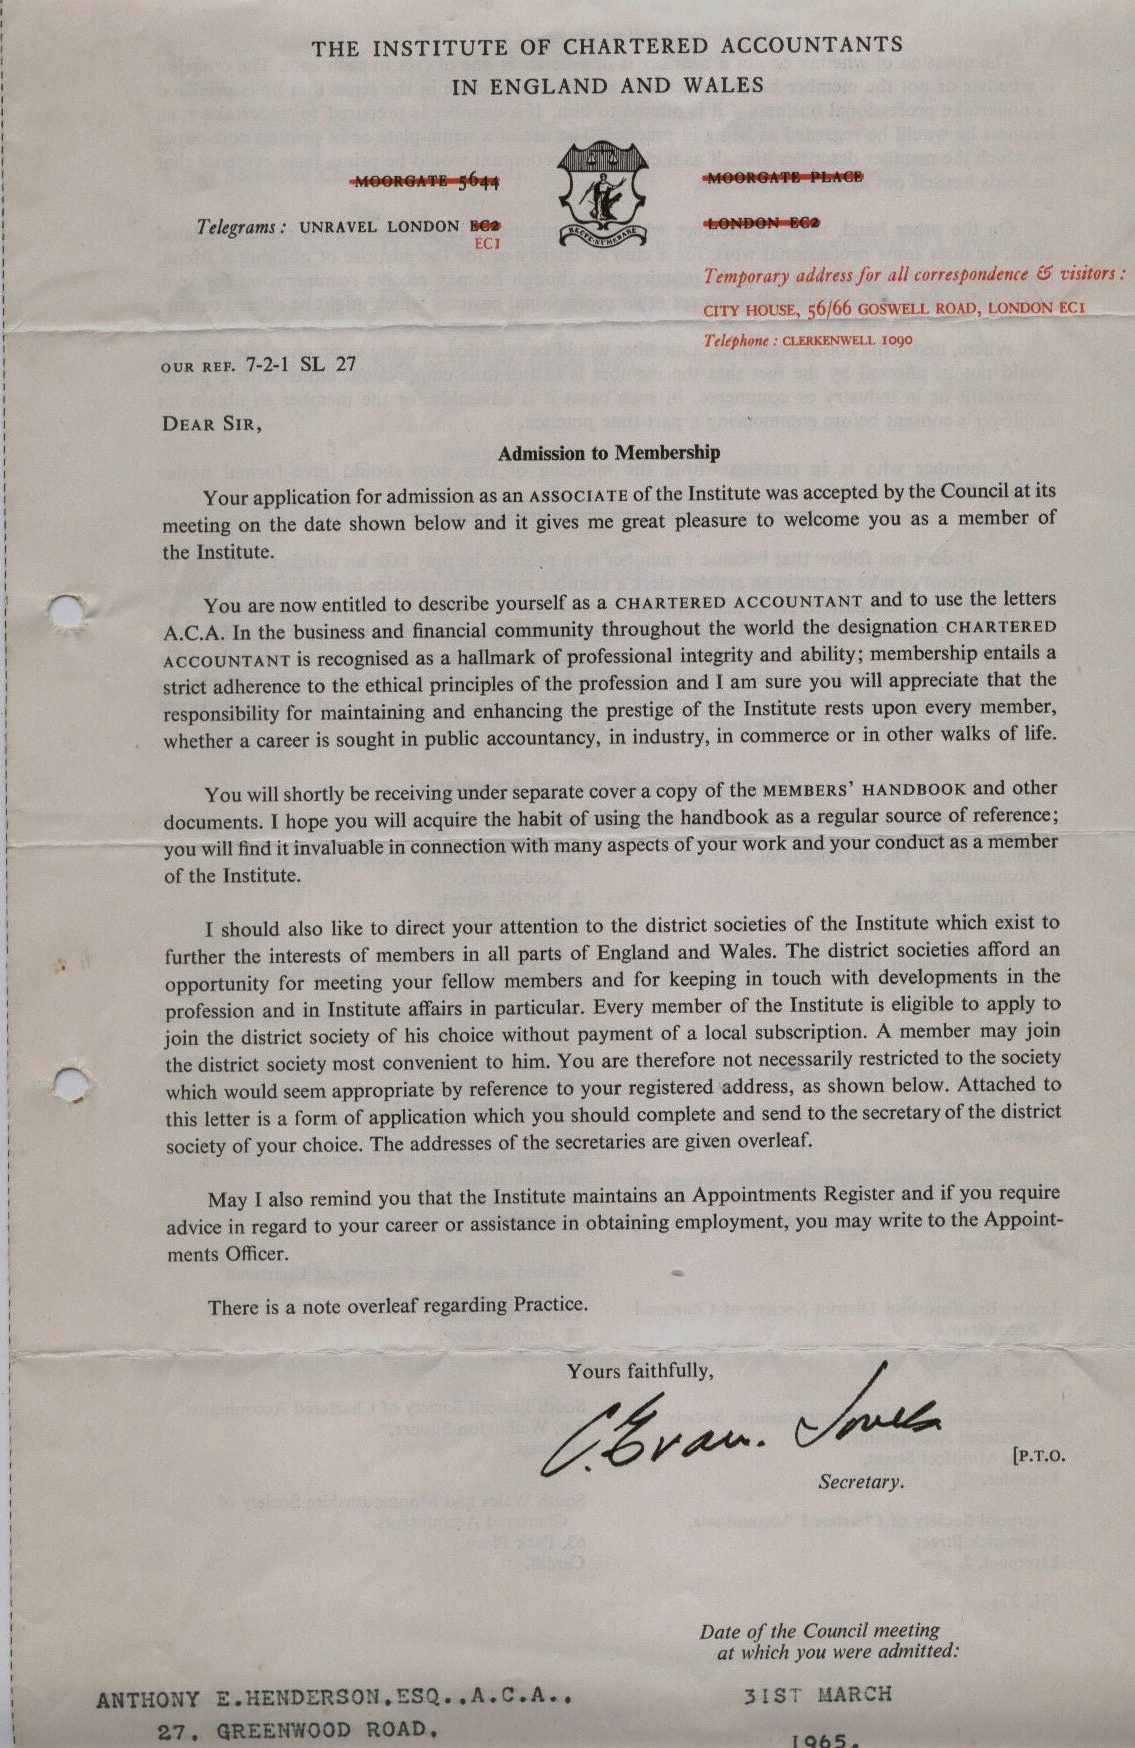 THE INSTITUTE OF CHARTERED ACCOUNTANTS
IN ENGLAND AND WALES
MOORGATE 5644
MOORGATE PLACE
Telegrams: UNRAVEL LONDON EC2
LONDON EC2
EC1
RECTE NUMERARE
Temporary address for all correspondence & visitors:
CITY HOUSE, 56/66 GOSWELL ROAD, LONDON EC1
Telephone: CLERKENWELL 1090
OUR REF. 7-2-1 SL 27
DEAR SIR,
Admission to Membership
Your application for admission as an ASSOCIATE of the Institute was accepted by the Council at its
meeting on the date shown below and it gives me great pleasure to welcome you as a member of
the Institute.
You are now entitled to describe yourself as a CHARTERED ACCOUNTANT and to use the letters
A.C.A. In the business and financial community throughout the world the designation CHARTERED
ACCOUNTANT is recognised as a hallmark of professional integrity and ability; membership entails a
strict adherence to the ethical principles of the profession and I am sure you will appreciate that the
responsibility for maintaining and enhancing the prestige of the Institute rests upon every member,
whether a career is sought in public accountancy, in industry, in commerce or in other walks of life.
You will shortly be receiving under separate cover a copy of the MEMBERS' HANDBOOK and other
documents. I hope you will acquire the habit of using the handbook as a regular source of reference;
you will find it invaluable in connection with many aspects of your work and your conduct as a member
of the Institute.
I should also like to direct your attention to the district societies of the Institute which exist to
further the interests of members in all parts of England and Wales. The district societies afford an
opportunity for meeting your fellow members and for keeping in touch with developments in the
profession and in Institute affairs in particular. Every member of the Institute is eligible to apply to
join the district society of his choice without payment of a local subscription. A member may join
the district society most convenient to him. You are therefore not necessarily restricted to the society
which would seem appropriate by reference to your registered address, as shown below. Attached to
this letter is a form of application which you should complete and send to the secretary of the district
society of your choice. The addresses of the secretaries are given overleaf.
May I also remind you that the Institute maintains an Appointments Register and if you require
advice in regard to your career or assistance in obtaining employment, you may write to the Appoint-
ments Officer.
There is a note overleaf regarding Practice.
Yours faithfully,
C. Evan. Jones
[P.T.O.
Secretary.
Date of the Council meeting
at which you were admitted:
ANTHONY E.HENDERSON.ESQ..A.C.A..
31ST MARCH
27. GREENWOOD ROAD.
1965.